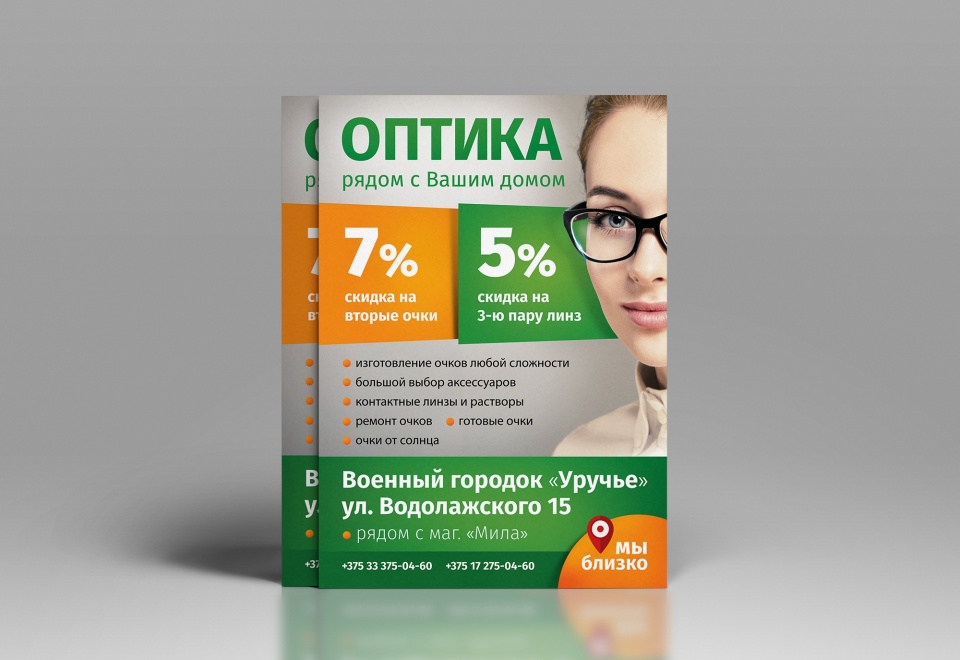 ОПТИКА
рядом с Вашим домом
7%
скидка на
вторые очки
5%
скидка на
3-ю пару линз
изготовление очков любой сложности
большой выбор аксессуаров
контактные линзы и растворы
ремонт очков готовые очки
очки от солнца
Военный городок «Уручье»
ул. Водолажского 15
рядом с маг. «Мила»
+375 33 375-04-60 +375 17 275-04-60
мы
близко